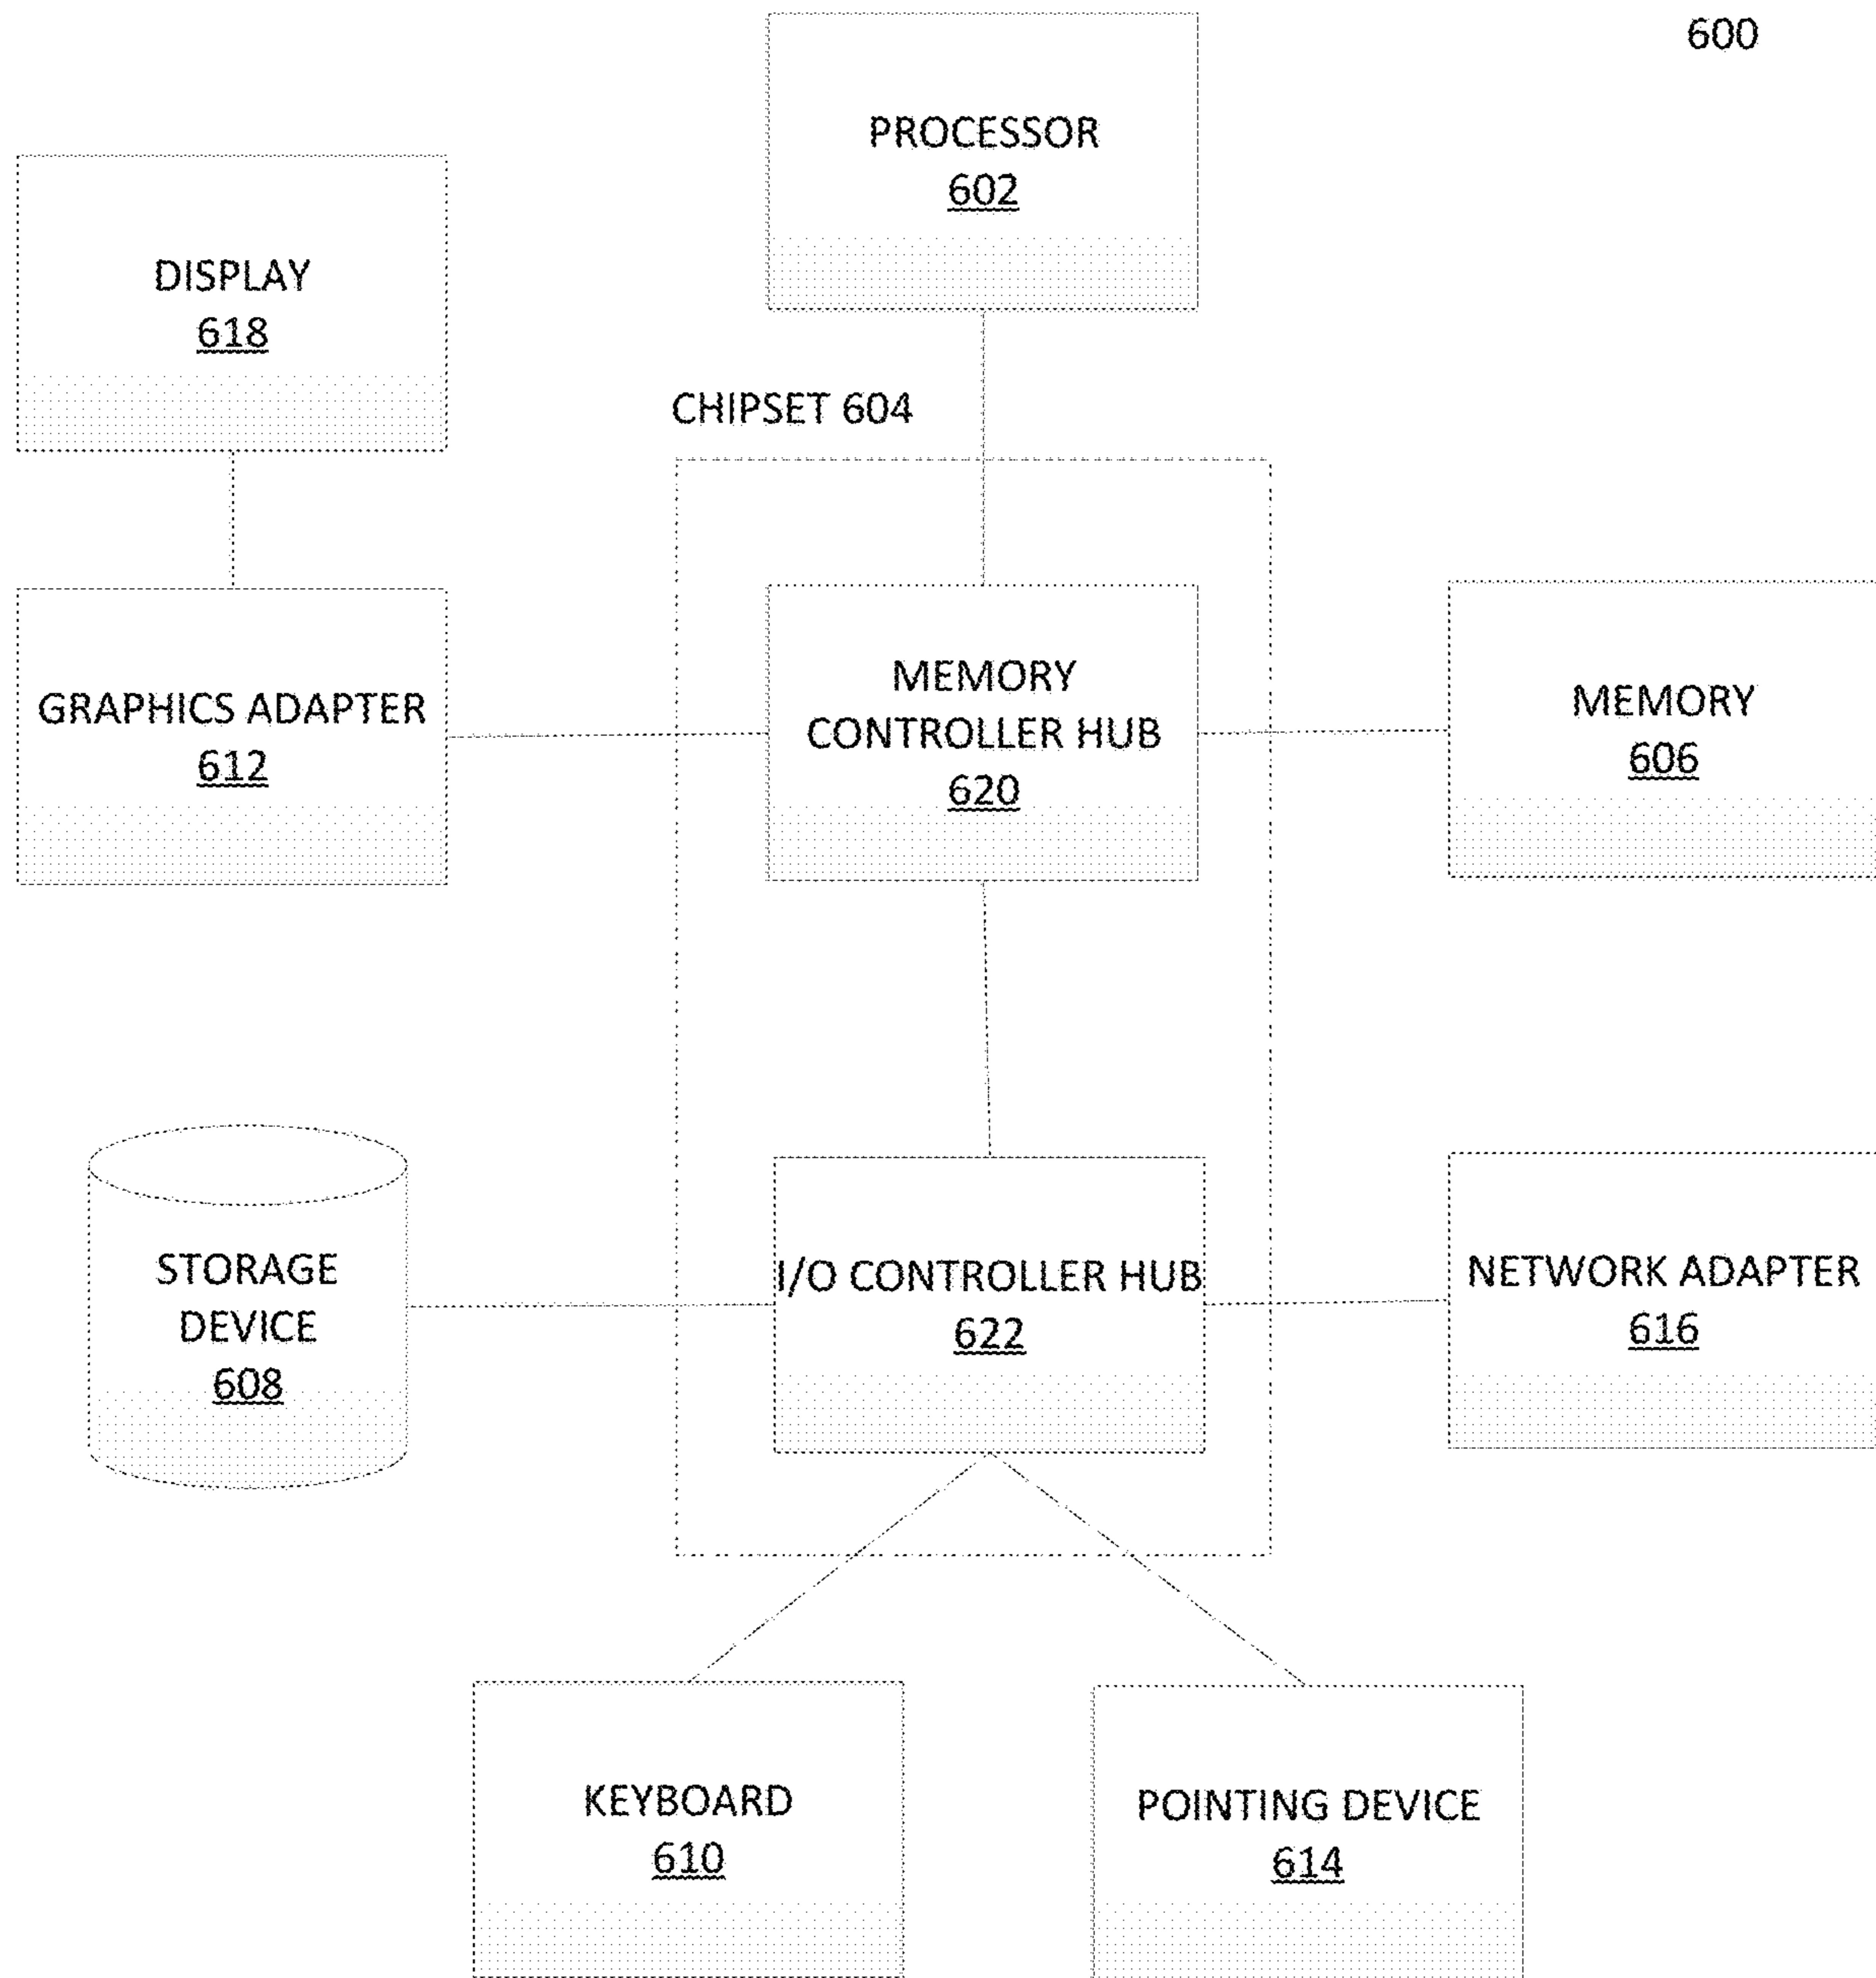 600
PROCESSOR
602
DISPLAY
618
CHIPSET 604
GRAPHICS ADAPTER
612
MEMORY
CONTROLLER HUB
620
MEMORY
606
STORAGE
DEVICE
608
I/O CONTROLLER HUB
622
NETWORK ADAPTER
616
KEYBOARD
610
POINTING DEVICE
614